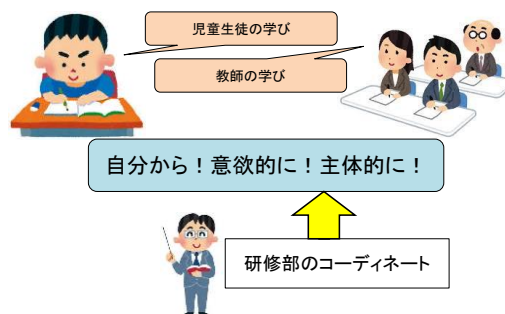 児童生徒の学び
教師の学び
自分から！意欲的に！主体的に！
研修部のコーディネート